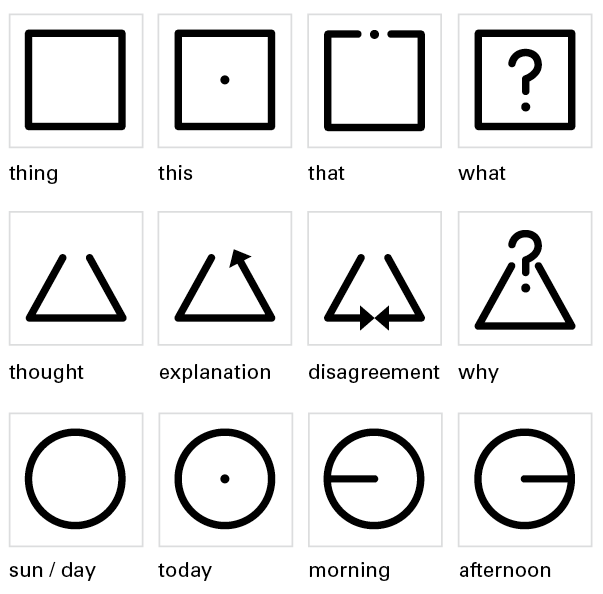 thing this that what
thought explanation disagreement why
sun / day today morning afternoon